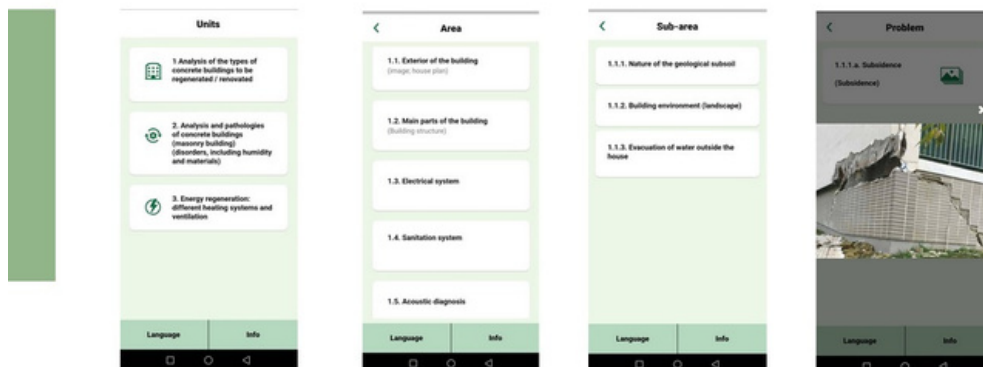 Units
1 Analysis of the types of
concrete buildings to be
regenerated / renovated
2. Analysis and pathologies
of concrete buildings
(masonry building)
(disorders, including humidity
and materials)
3. Energy regeneration:
different heating systems and
ventilation
Language
Info
Area
1.1. Exterior of the building
(image; house plan)
1.2. Main parts of the building
(Building structure)
1.3. Electrical system
1.4. Sanitation system
1.5. Acoustic diagnosis
Language
Info
Sub-area
1.1.1. Nature of the geological subsoil
1.1.2. Building environment (landscape)
1.1.3. Evacuation of water outside the
house
Language
Info
Problem
1.1.1.a. Subsidence
(Subsidence)
Language
Info